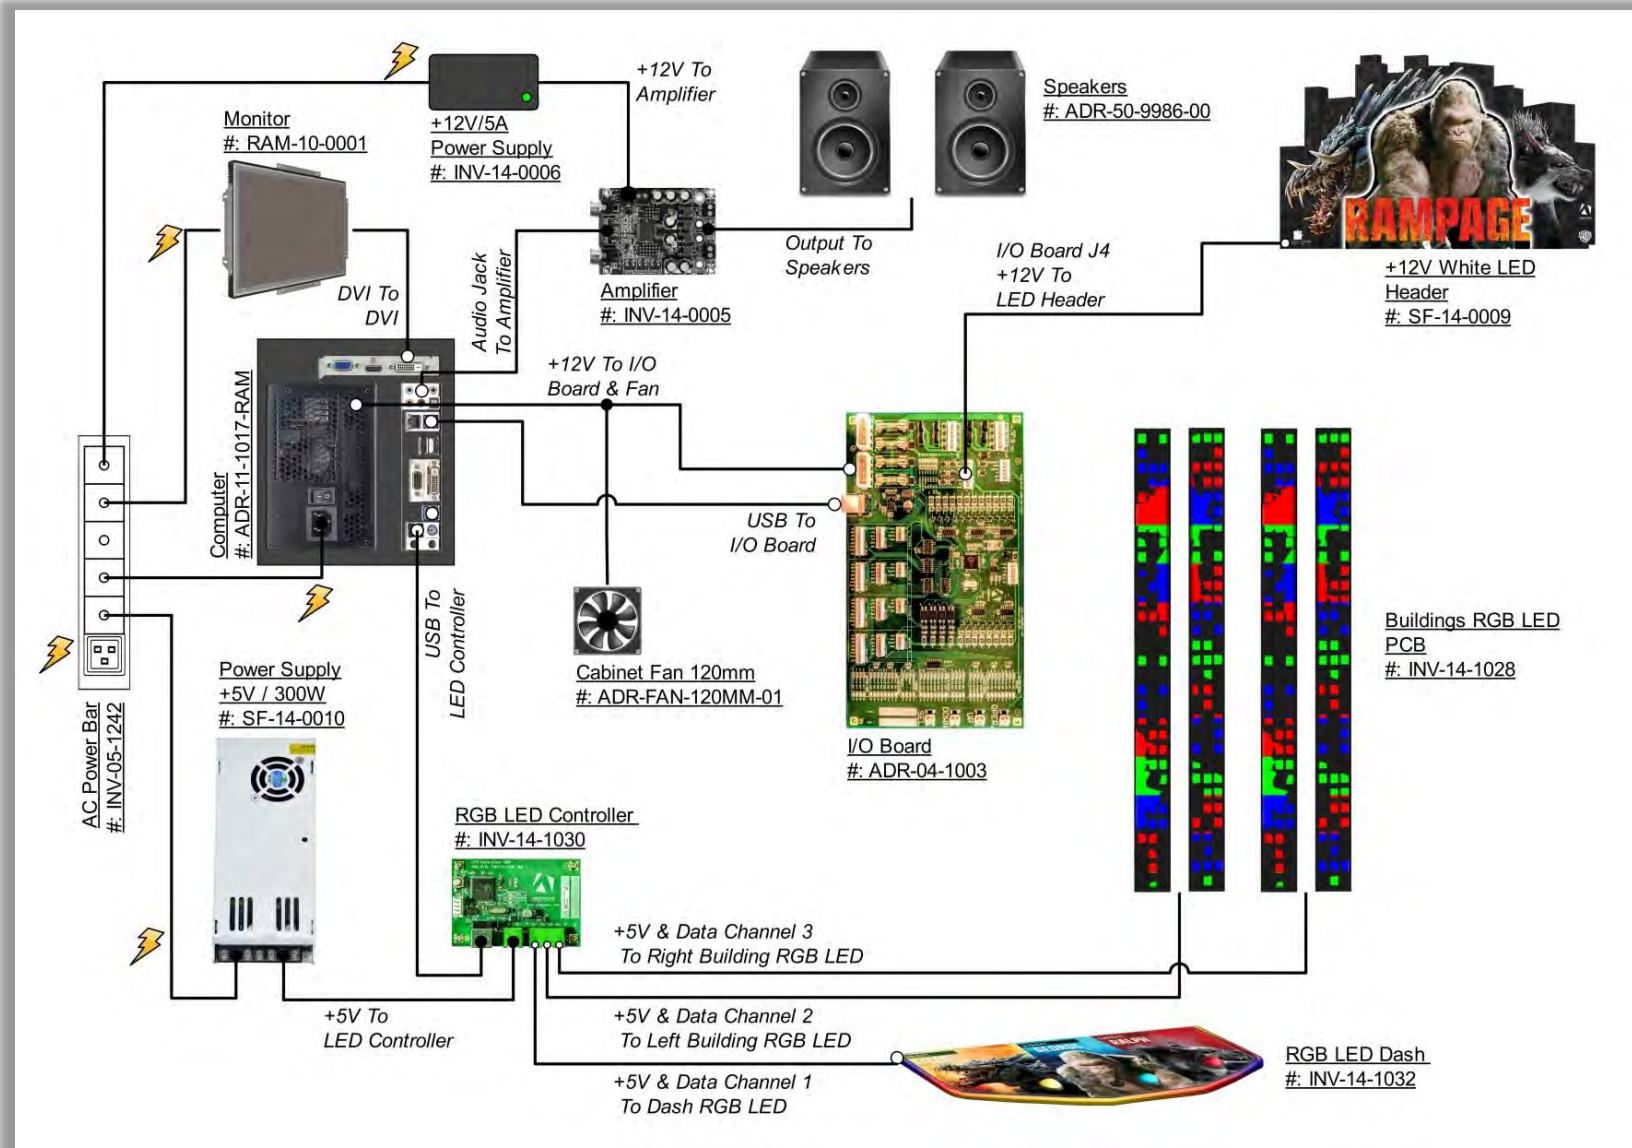 +12V/5A
Power Supply
#: INV-14-0006
+12V To
Amplifier
Speakers
#: ADR-50-9986-00
Monitor
#: RAM-10-0001
RAMPAGE
+12V White LED
Header
#: SF-14-0009
Amplifier
#: INV-14-0005
Output To
Speakers
I/O Board J4
+12V To
LED Header
DVI To
DVI
Audio Jack
To Amplifier
+12V To I/O
Board & Fan
Computer
#: ADR-11-1017-RAM
USB To
I/O Board
USB To
LED Controller
Cabinet Fan 120mm
#: ADR-FAN-120MM-01
Buildings RGB LED
PCB
#: INV-14-1028
Power Supply
+5V / 300W
#: SF-14-0010
AC Power Bar
#: INV-05-1242
I/O Board
#: ADR-04-1003
RGB LED Controller
#: INV-14-1030
+5V & Data Channel 3
To Right Building RGB LED
+5V To
LED Controller
+5V & Data Channel 2
To Left Building RGB LED
RALPH
RGB LED Dash
#: INV-14-1032
+5V & Data Channel 1
To Dash RGB LED